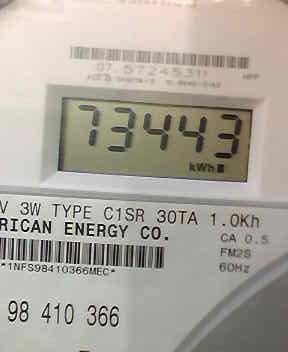 07.57245311
73443
kWh
V 3W TYPE C1SR 30TA 1.0Kh
RICAN ENERGY CO.
CA 0.5
FM2S
60Hz
*1NFS98410366MEC*
98 410 366